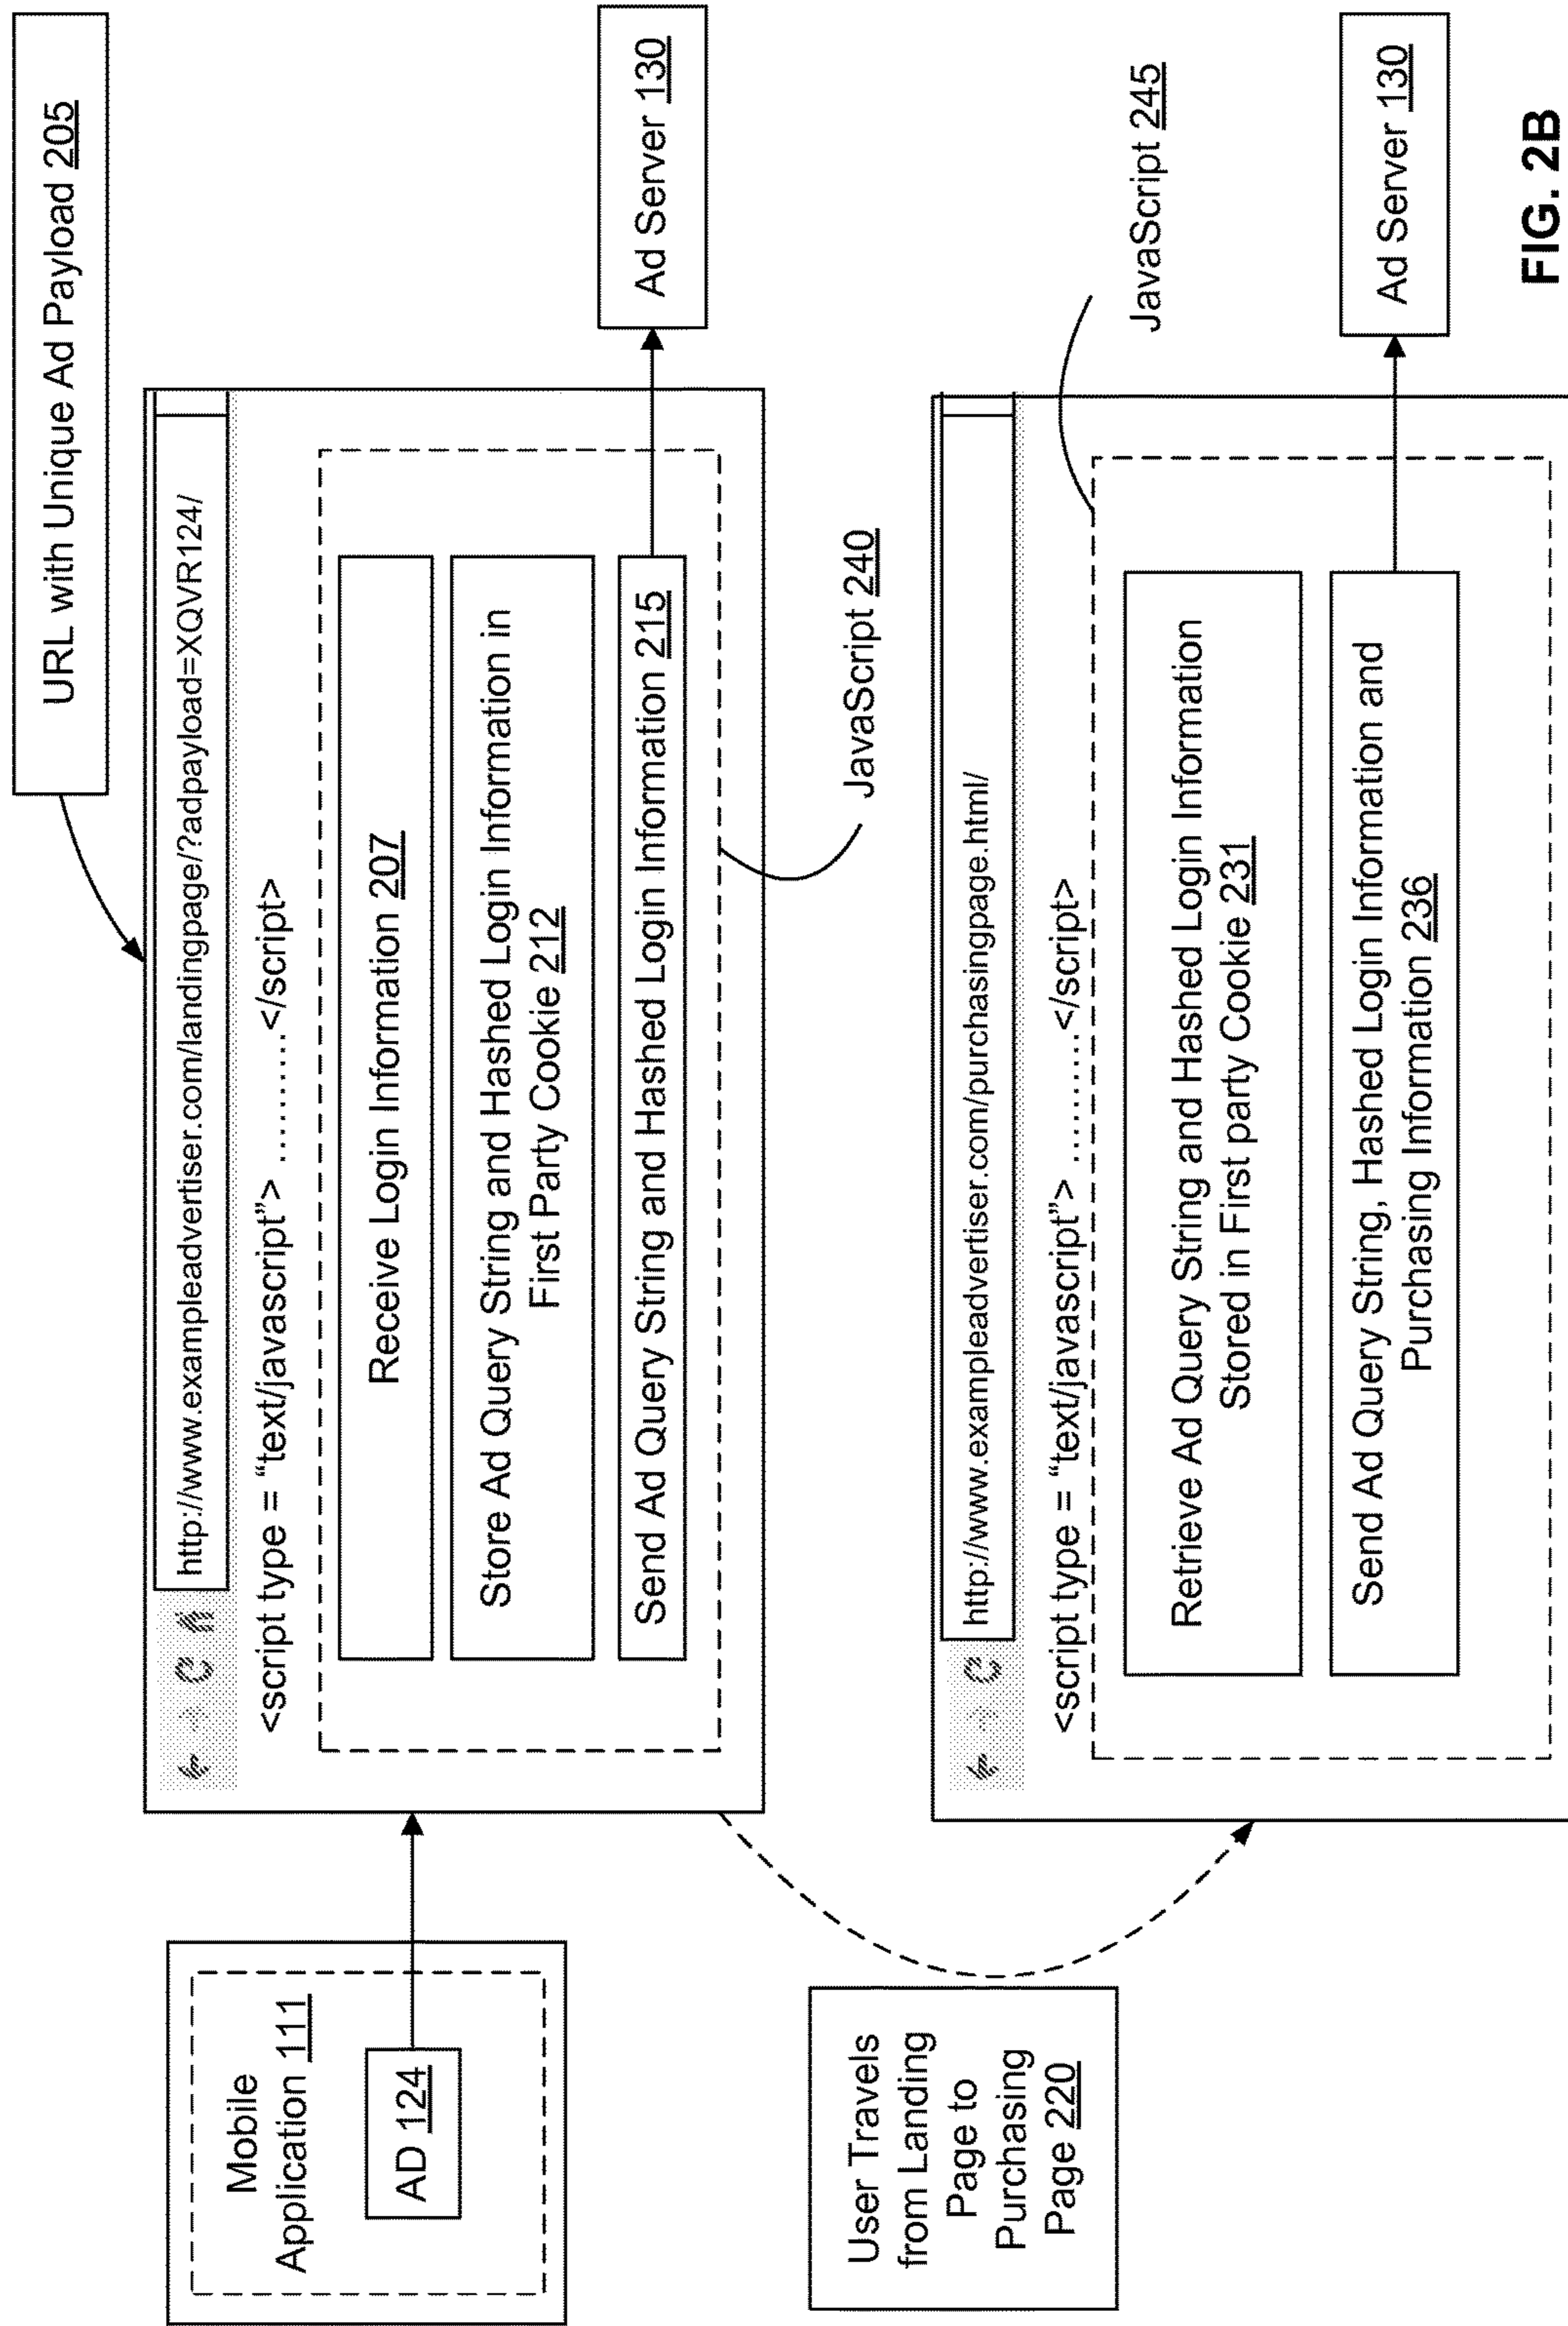 URL with Unique Ad Payload 205
http://www.exampleadvertiser.com/landingpage/?adpayload=XQVR124/
<script type = “text/javascript”> ..........</script>
Mobile
Application 111
AD 124
Receive Login Information 207
Store Ad Query String and Hashed Login Information in
First Party Cookie 212
Send Ad Query String and Hashed Login Information 215
Ad Server 130
JavaScript 240
User Travels
from Landing
Page to
Purchasing
Page 220
http://www.exampleadvertiser.com/purchasingpage.html/
<script type = “text/javascript”> ..........</script>
JavaScript 245
Retrieve Ad Query String and Hashed Login Information
Stored in First party Cookie 231
Send Ad Query String, Hashed Login Information and
Purchasing Information 236
Ad Server 130
FIG. 2B